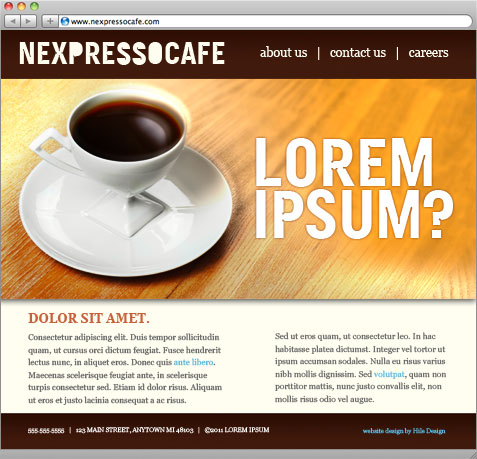 www.nexpressocafe.com
NEXPRESSOCAFE
about us | contact us | careers
LOREM
IPSUM?
DOLOR SIT AMET.
Consectetur adipiscing elit. Duis tempor sollicitudin
quam, ut cursus orci dictum feugiat. Fusce hendrerit
lectus nunc, in aliquet eros. Donec quis ante libero.
Maecenas scelerisque feugiat ante, in scelerisque
turpis consectetur sed. Etiam id dolor risus. Aliquam
ut eros et justo lacinia consequat a ac risus.
Sed ut eros quam, ut consectetur leo. In hac
habitasse platea dictumst. Integer vel tortor ut
ipsum accumsan sodales. Nulla eu risus varius
nibh mollis dignissim. Sed volutpat, quam non
porttitor mattis, nunc justo convallis elit, non
mollis risus odio vel augue.
555-555-5555 | 123 MAIN STREET, ANYTOWN MI 48103 | ©2011 LOREM IPSUM
website design by Hile Design